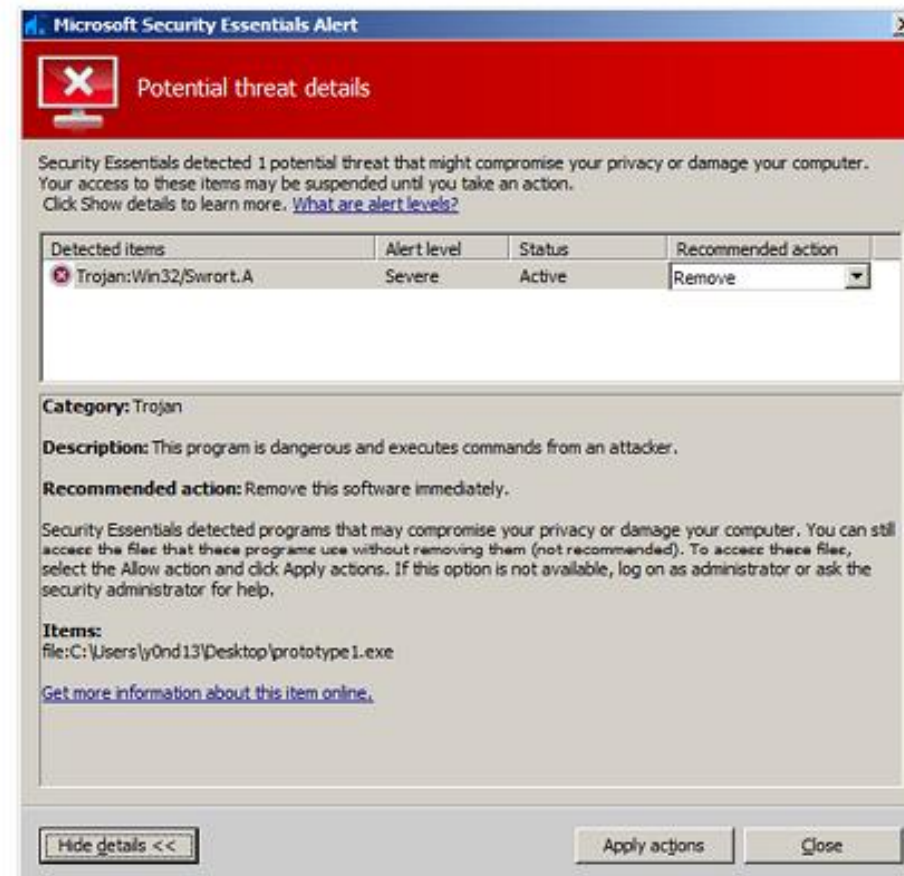 Microsoft Security Essentials Alert
Potential threat details
Security Essentials detected 1 potential threat that might compromise your privacy or damage your computer.
Your access to these items may be suspended until you take an action.
Click Show details to learn more. What are alert levels?
Detected items Alert level Status Recommended action
Trojan:Win32/Swrort.A Severe Active Remove
Category: Trojan
Description: This program is dangerous and executes commands from an attacker.
Recommended action: Remove this software immediately.
Security Essentials detected programs that may compromise your privacy or damage your computer. You can still
access the files that these programs use without removing them (not recommended). To access these files,
select the Allow action and click Apply actions. If this option is not available, log on as administrator or ask the
security administrator for help.
Items:
file:C:\Users\y0nd13\Desktop\prototype1.exe
Get more information about this item online.
Hide details << Apply actions Close